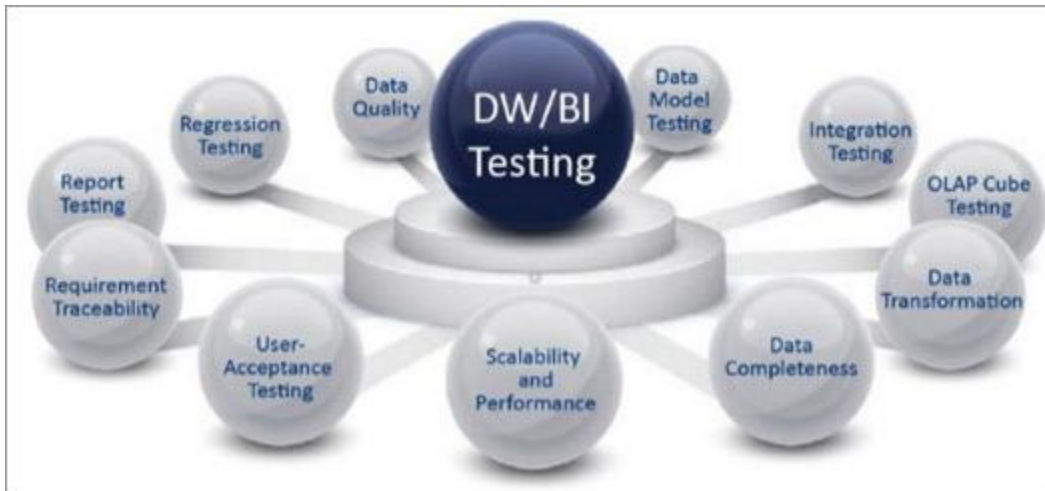 DW/BI
Testing
Data
Quality
Data
Model
Testing
Regression
Testing
Integration
Testing
Report
Testing
OLAP Cube
Testing
Requirement
Traceability
Data
Transformation
User-
Acceptance
Testing
Scalability
and
Performance
Data
Completeness